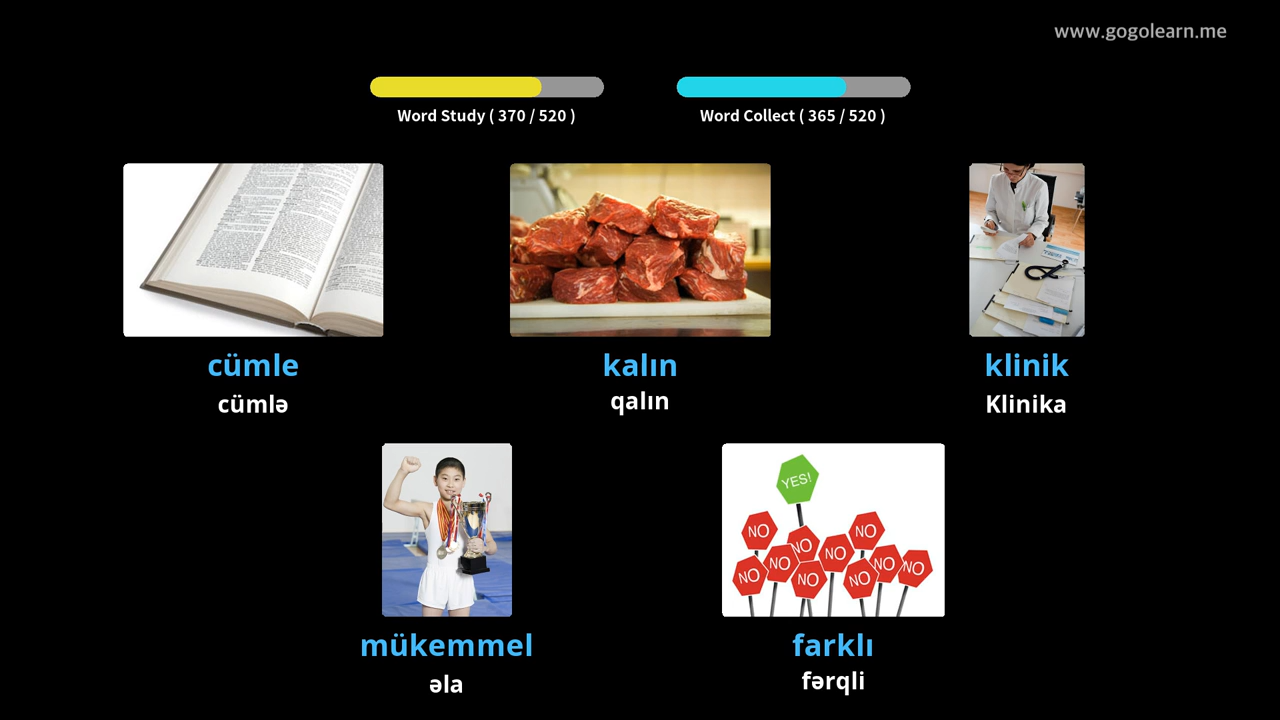 www.gogolearn.me
Word Study ( 370 / 520 )
Word Collect ( 365 / 520 )
cümle
cümlə
kalın
qalın
klinik
Klinika
YES!
NO
NO
NO
NO
NO
NO
NO
NO
NO
NO
mükemmel
əla
farklı
fərqli